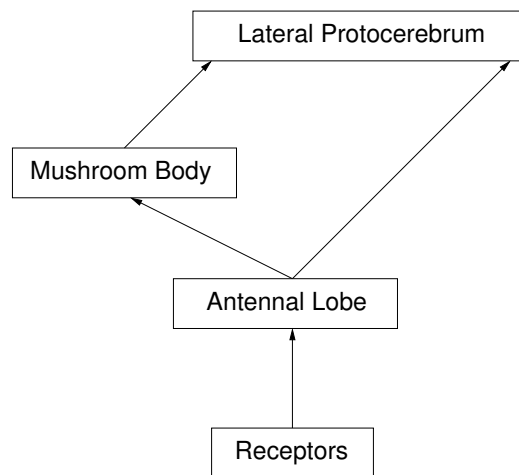 Lateral Protocerebrum
Mushroom Body
Antennal Lobe
Receptors